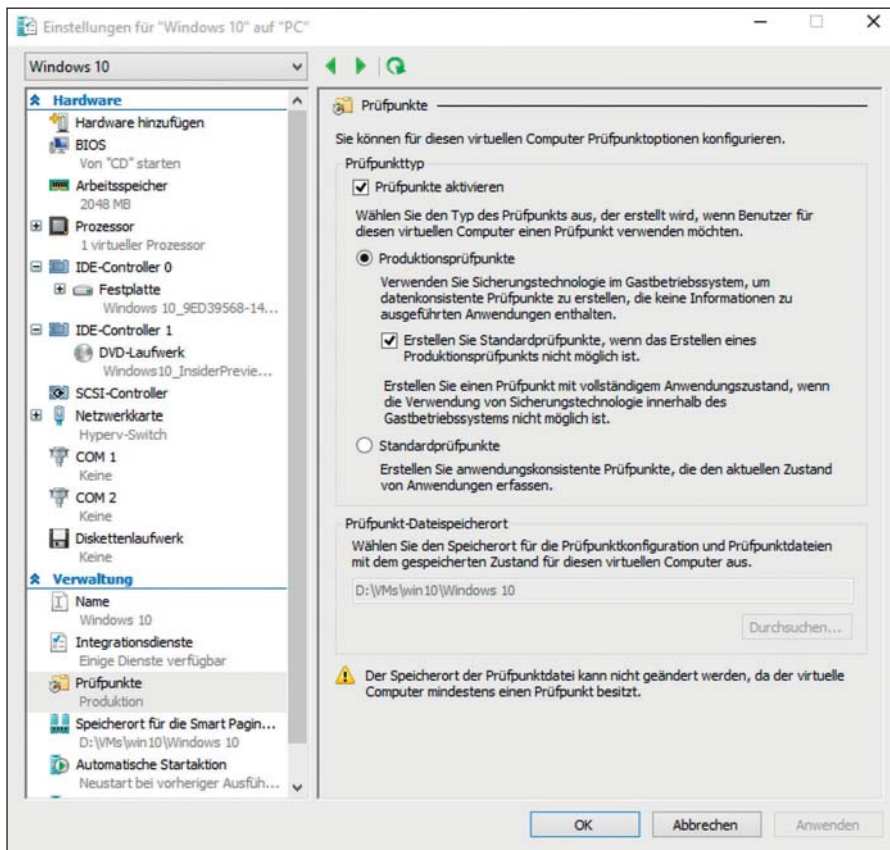 Einstellungen für "Windows 10" auf "PC"
Windows 10
Hardware
Hardware hinzufügen
BIOS
Von "CD" starten
Arbeitsspeicher
2048 MB
Prozessor
1 virtueller Prozessor
IDE-Controller 0
Festplatte
Windows 10_9ED39568-14...
IDE-Controller 1
DVD-Laufwerk
Windows10_InsiderPrevie...
SCSI-Controller
Netzwerkkarte
Hyperv-Switch
COM 1
Keine
COM 2
Keine
Diskettenlaufwerk
Keine
Verwaltung
Name
Windows 10
Integrationsdienste
Einige Dienste verfügbar
Prüfpunkte
Produktion
Speicherort für die Smart Pagin...
D:\VMs\win10\Windows 10
Automatische Startaktion
Neustart bei vorheriger Ausfüh...
Prüfpunkte
Sie können für diesen virtuellen Computer Prüfpunktoptionen konfigurieren.
Prüfpunkttyp
Prüfpunkte aktivieren
Wählen Sie den Typ des Prüfpunkts aus, der erstellt wird, wenn Benutzer für
diesen virtuellen Computer einen Prüfpunkt verwenden möchten.
Produktionsprüfpunkte
Verwenden Sie Sicherungstechnologie im Gastbetriebssystem, um
datenkonsistente Prüfpunkte zu erstellen, die keine Informationen zu
ausgeführten Anwendungen enthalten.
Erstellen Sie Standardprüfpunkte, wenn das Erstellen eines
Produktionsprüfpunkts nicht möglich ist.
Erstellen Sie einen Prüfpunkt mit vollständigem Anwendungszustand, wenn
die Verwendung von Sicherungstechnologie innerhalb des
Gastbetriebssystems nicht möglich ist.
Standardprüfpunkte
Erstellen Sie anwendungskonsistente Prüfpunkte, die den aktuellen Zustand
von Anwendungen erfassen.
Prüfpunkt-Dateispeicherort
Wählen Sie den Speicherort für die Prüfpunktkonfiguration und Prüfpunktdateien
mit dem gespeicherten Zustand für diesen virtuellen Computer aus.
D:\VMs\win10\Windows 10
Durchsuchen...
Der Speicherort der Prüfpunktdatei kann nicht geändert werden, da der virtuelle
Computer mindestens einen Prüfpunkt besitzt.
OK
Abbrechen
Anwenden